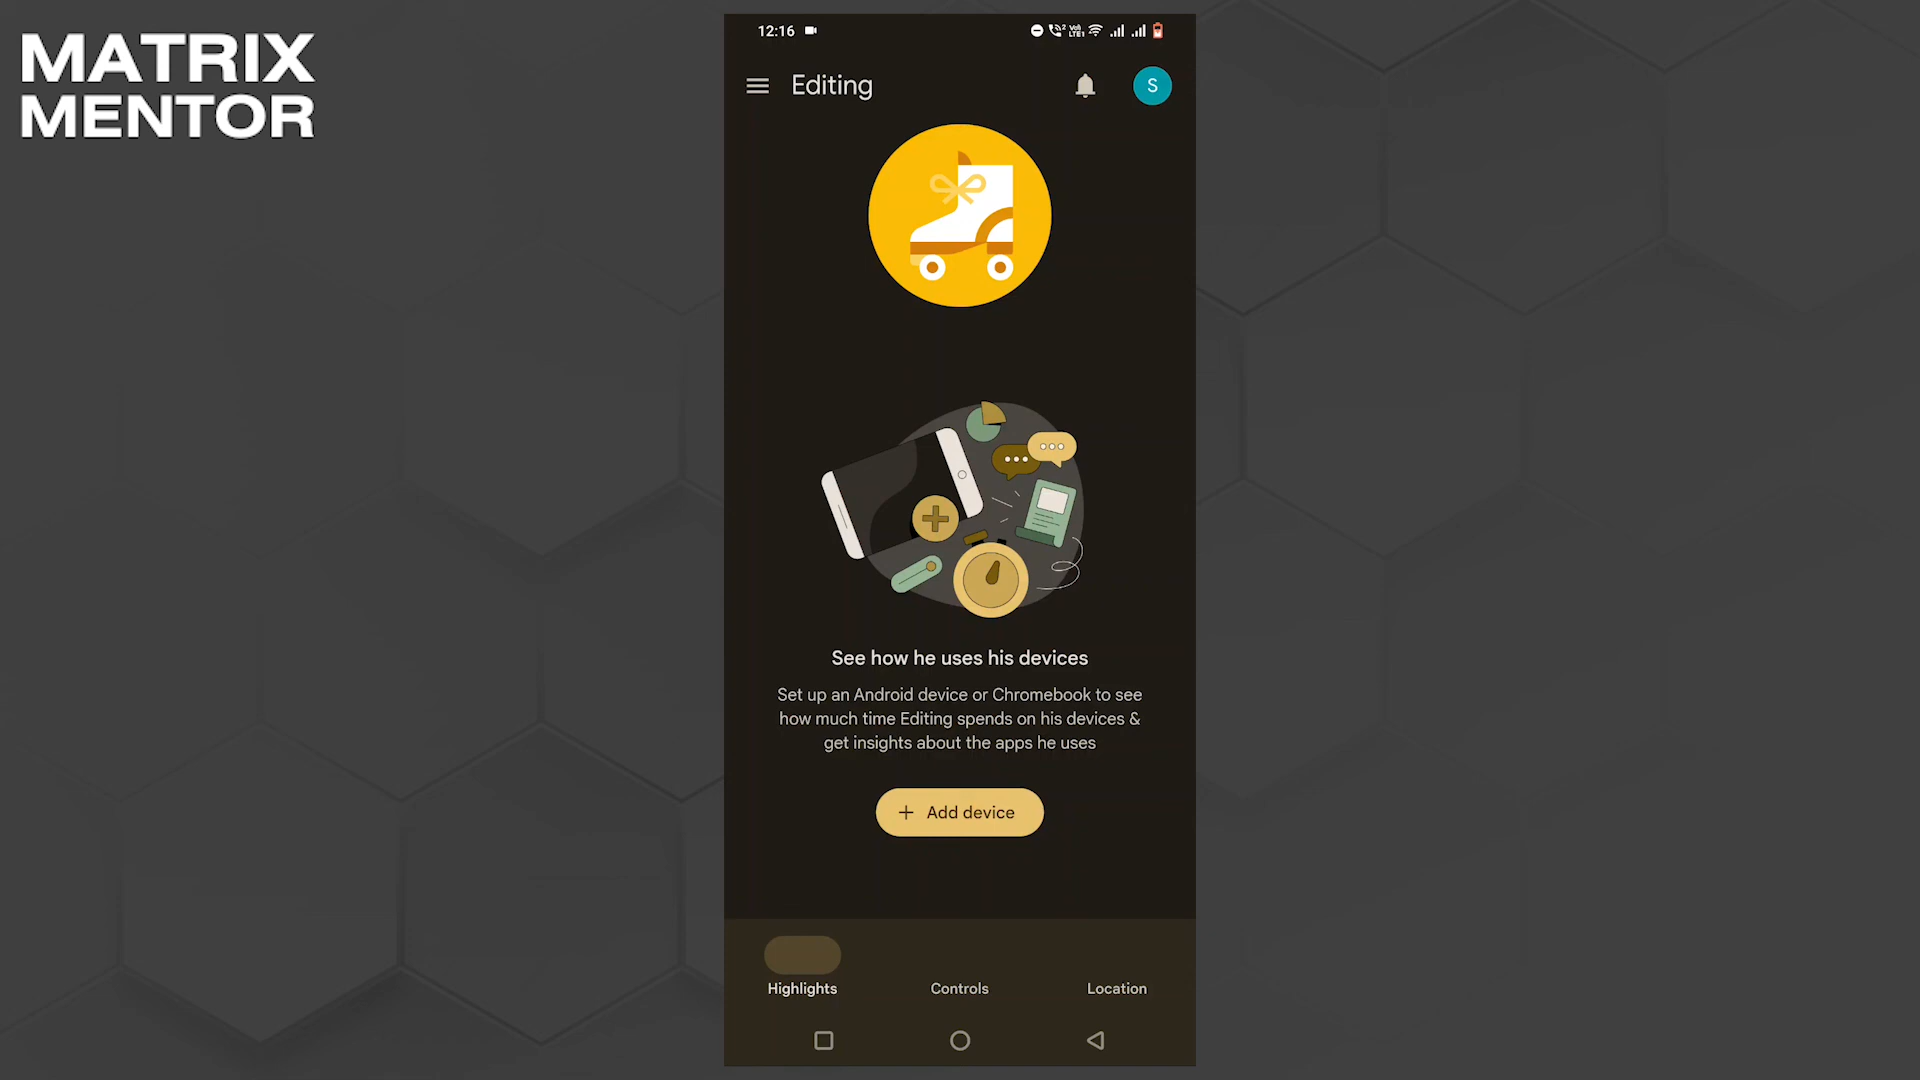 MATRIX
MENTOR
12:16
Editing
S
See how he uses his devices
Set up an Android device or Chromebook to see
how much time Editing spends on his devices &
get insights about the apps he uses
+ Add device
Highlights
Controls
Location